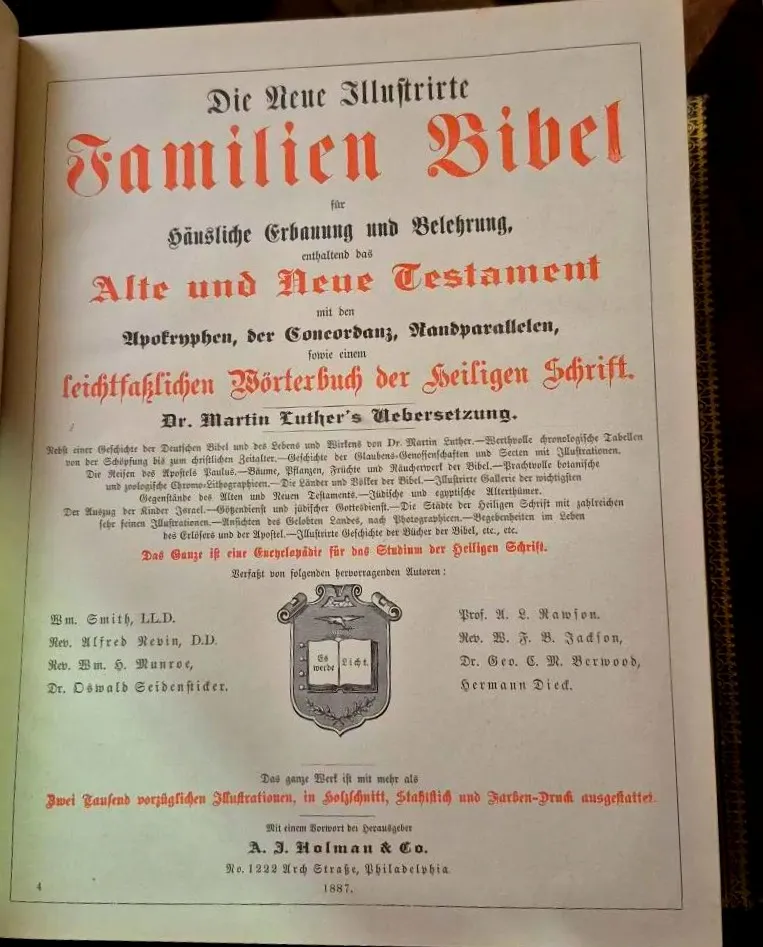 Die Neue Illustrirte
Familien Bibel
für
Häusliche Erbauung und Belehrung,
enthaltend das
Alte und Neue Testament
mit den
Apokryphen, der Concordanz, Randparallelen,
sowie einem
leichtfaßlichen Wörterbuch der Heiligen Schrift.
Dr. Martin Luther's Uebersetzung.
Nebst einer Geschichte der Deutschen Bibel und des Lebens und Wirkens von Dr. Martin Luther.—Werthvolle chronologische Tabellen
von der Schöpfung bis zum christlichen Zeitalter.—Geschichte der Glaubens-Genossenschaften und Secten mit Illustrationen.
Die Reisen des Apostels Paulus.—Bäume, Pflanzen, Früchte und Räucherwerk der Bibel.—Prachtvolle botanische
und zoologische Chromo-Lithographieen.—Die Länder und Völker der Bibel.—Illustrirte Gallerie der wichtigsten
Gegenstände des Alten und Neuen Testaments.—Jüdische und egyptische Alterthümer.
Der Auszug der Kinder Israel.—Götzendienst und jüdischer Gottesdienst.—Die Städte der Heiligen Schrift mit zahlreichen
sehr feinen Illustrationen.—Ansichten des Gelobten Landes, nach Photographieen.—Begebenheiten im Leben
des Erlösers und der Apostel.—Illustrirte Geschichte der Bücher der Bibel, etc., etc.
Das Ganze ist eine Encyclopädie für das Studium der Heiligen Schrift.
Verfaßt von folgenden hervorragenden Autoren:
Wm. Smith, LL.D.
Rev. Alfred Nevin, D.D.
Rev. Wm. H. Munroe,
Dr. Oswald Seidensticker.
Es werde
Licht.
Prof. A. L. Rawson.
Rev. W. F. B. Jackson,
Dr. Geo. C. M. Berwood,
Hermann Dieck.
Das ganze Werk ist mit mehr als
Zwei Tausend vorzüglichen Illustrationen, in Holzschnitt, Stahlstich und Farben-Druck ausgestattet.
Mit einem Vorwort der Herausgeber
A. J. Holman & Co.
No. 1222 Arch Straße, Philadelphia
1887.
4